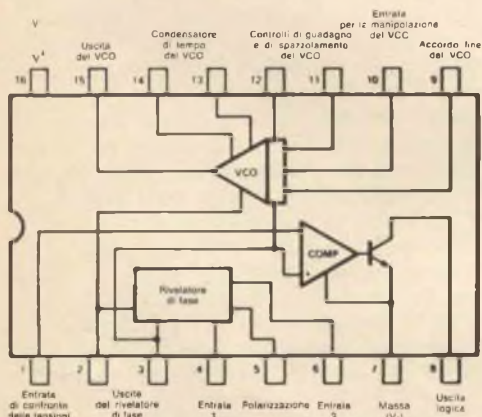 V
V+
Uscita
del VCO
Condensatore
di tempo
del VCO
Controlli di guadagno
e di spazzolamento
del VCO
Entrata
per la manipolazione
del VCC
Accordo fine
del VCO
16
15
14
13
12
11
10
9
VCO
COMP
Rivelatore
di fase
1
2
3
4
5
6
7
8
Entrata
di confronto
delle tensioni
Uscite
del rivelatore
di fase
Entrata
1
Polarizzazione
Entrata
2
Massa
Uscita
logica